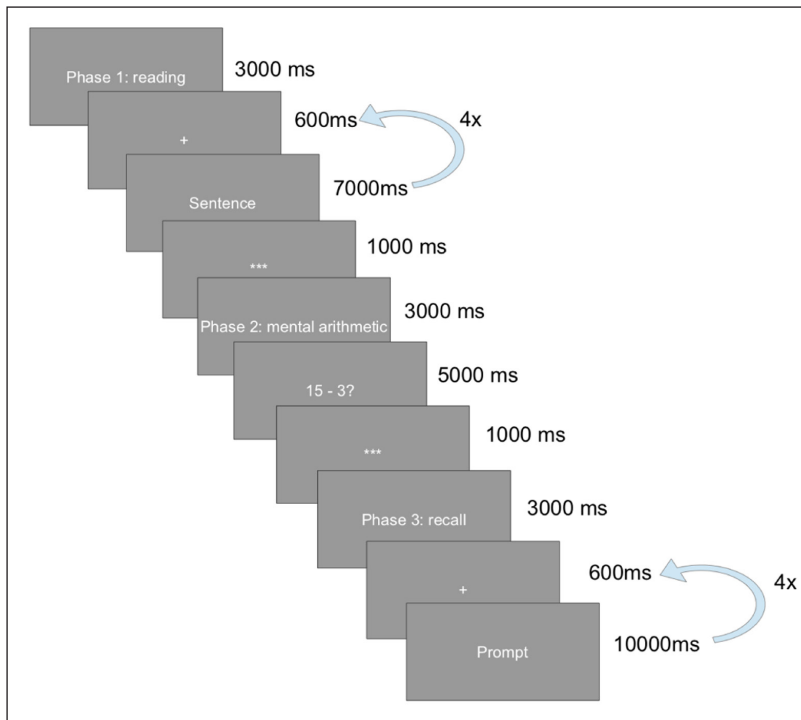 Phase 1: reading
3000 ms
+
600ms
4x
Sentence
7000ms
***
1000 ms
Phase 2: mental arithmetic
3000 ms
15 - 3?
5000 ms
***
1000 ms
Phase 3: recall
3000 ms
+
600ms
4x
Prompt
10000ms